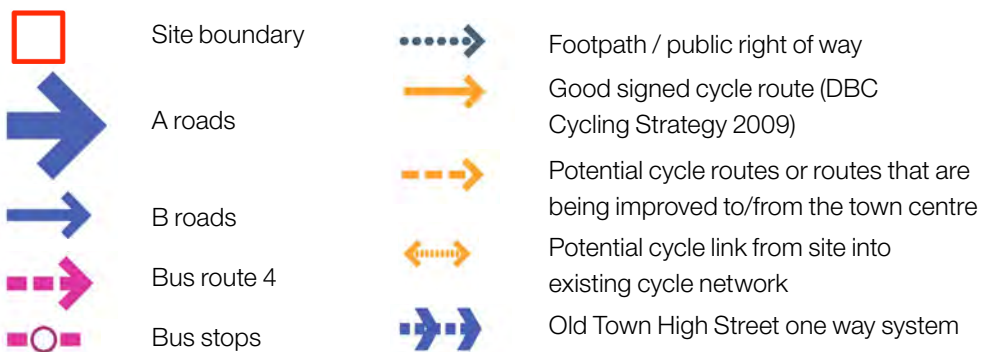 Site boundary
A roads
B roads
Bus route 4
Bus stops
Footpath / public right of way
Good signed cycle route (DBC
Cycling Strategy 2009)
Potential cycle routes or routes that are
being improved to/from the town centre
Potential cycle link from site into
existing cycle network
Old Town High Street one way system